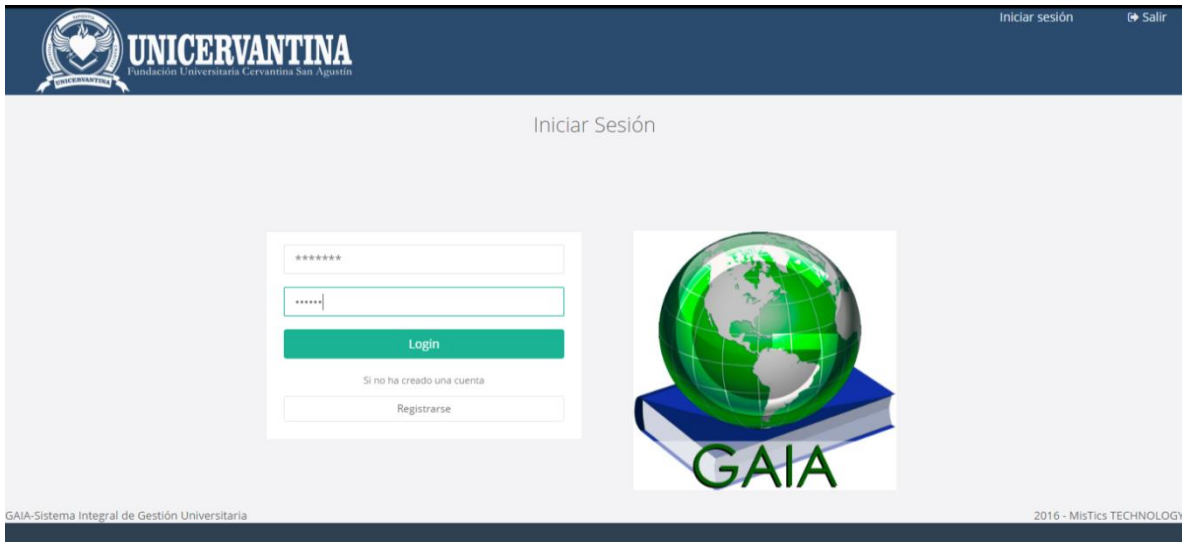 Iniciar sesión Salir
UNICERVANTINA
Fundación Universitaria Cervantina San Agustín
UNICERVANTINA
Iniciar Sesión
*******
••••••
Login
Si no ha creado una cuenta
Registrarse
GAIA
GAIA-Sistema Integral de Gestión Universitaria
2016 - MisTics TECHNOLOGY